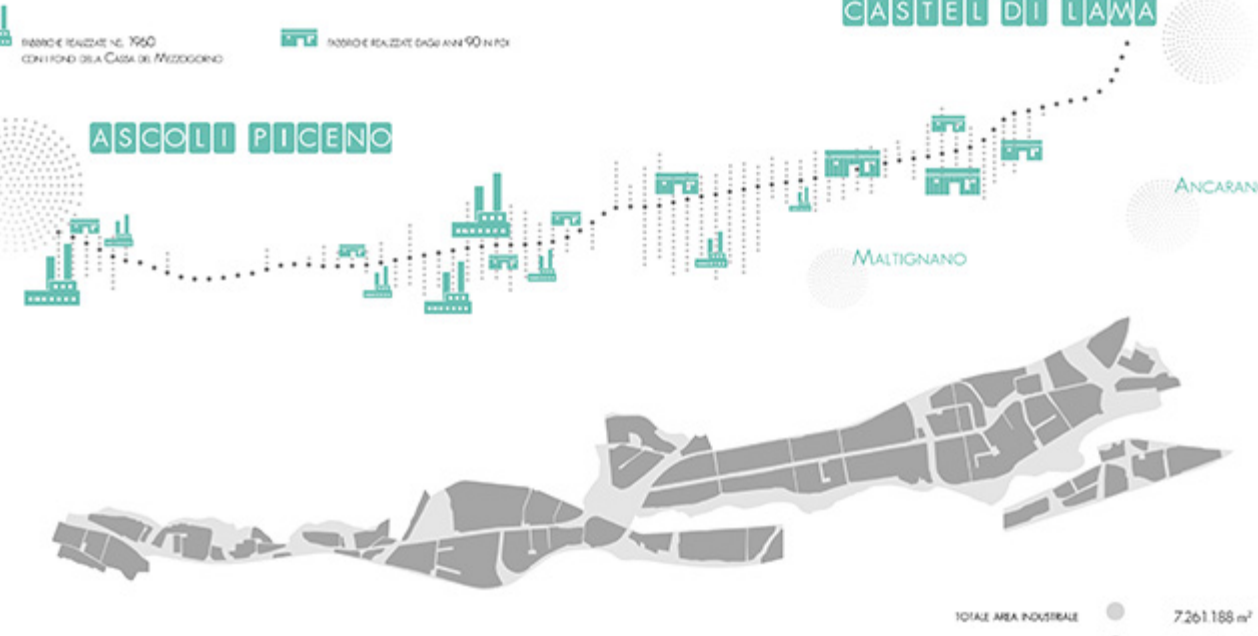 FABBRICHE REALIZZATE NEL 1960
CON I FONDI DELLA CASSA DEL MEZZOGIORNO
FABBRICHE REALIZZATE DAGLI ANNI 90 IN POI
CASTEL DI LAMA
ASCOLI PICENO
ANCARAN
MALTIGNANO
TOTALE AREA INDUSTRIALE
7.261.188 m²